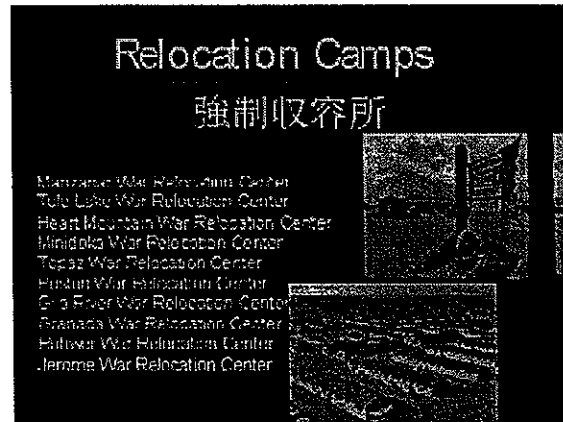 Relocation Camps
強制収容所
Manzanar War Relocation Center
Tule Lake War Relocation Center
Heart Mountain War Relocation Center
Minidoka War Relocation Center
Topaz War Relocation Center
Poston War Relocation Center
Gila River War Relocation Center
Granada War Relocation Center
Rohwer War Relocation Center
Jerome War Relocation Center